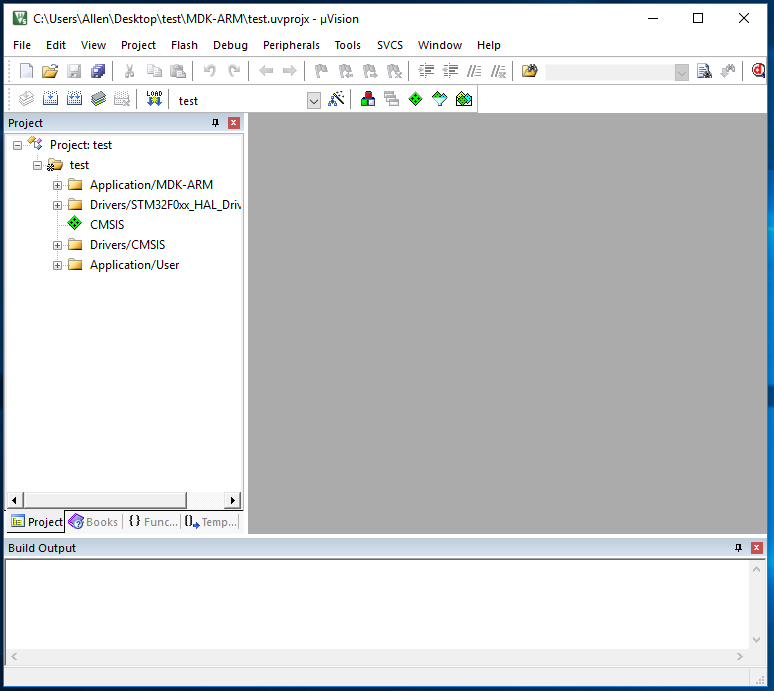 C:\Users\Allen\Desktop\test\MDK-ARM\test.uvprojx - µVision
File Edit View Project Flash Debug Peripherals Tools SVCS Window Help
LOAD test
Project
Project: test
test
Application/MDK-ARM
Drivers/STM32F0xx_HAL_Driv
CMSIS
Drivers/CMSIS
Application/User
Project Books {} Func... Temp...
Build Output